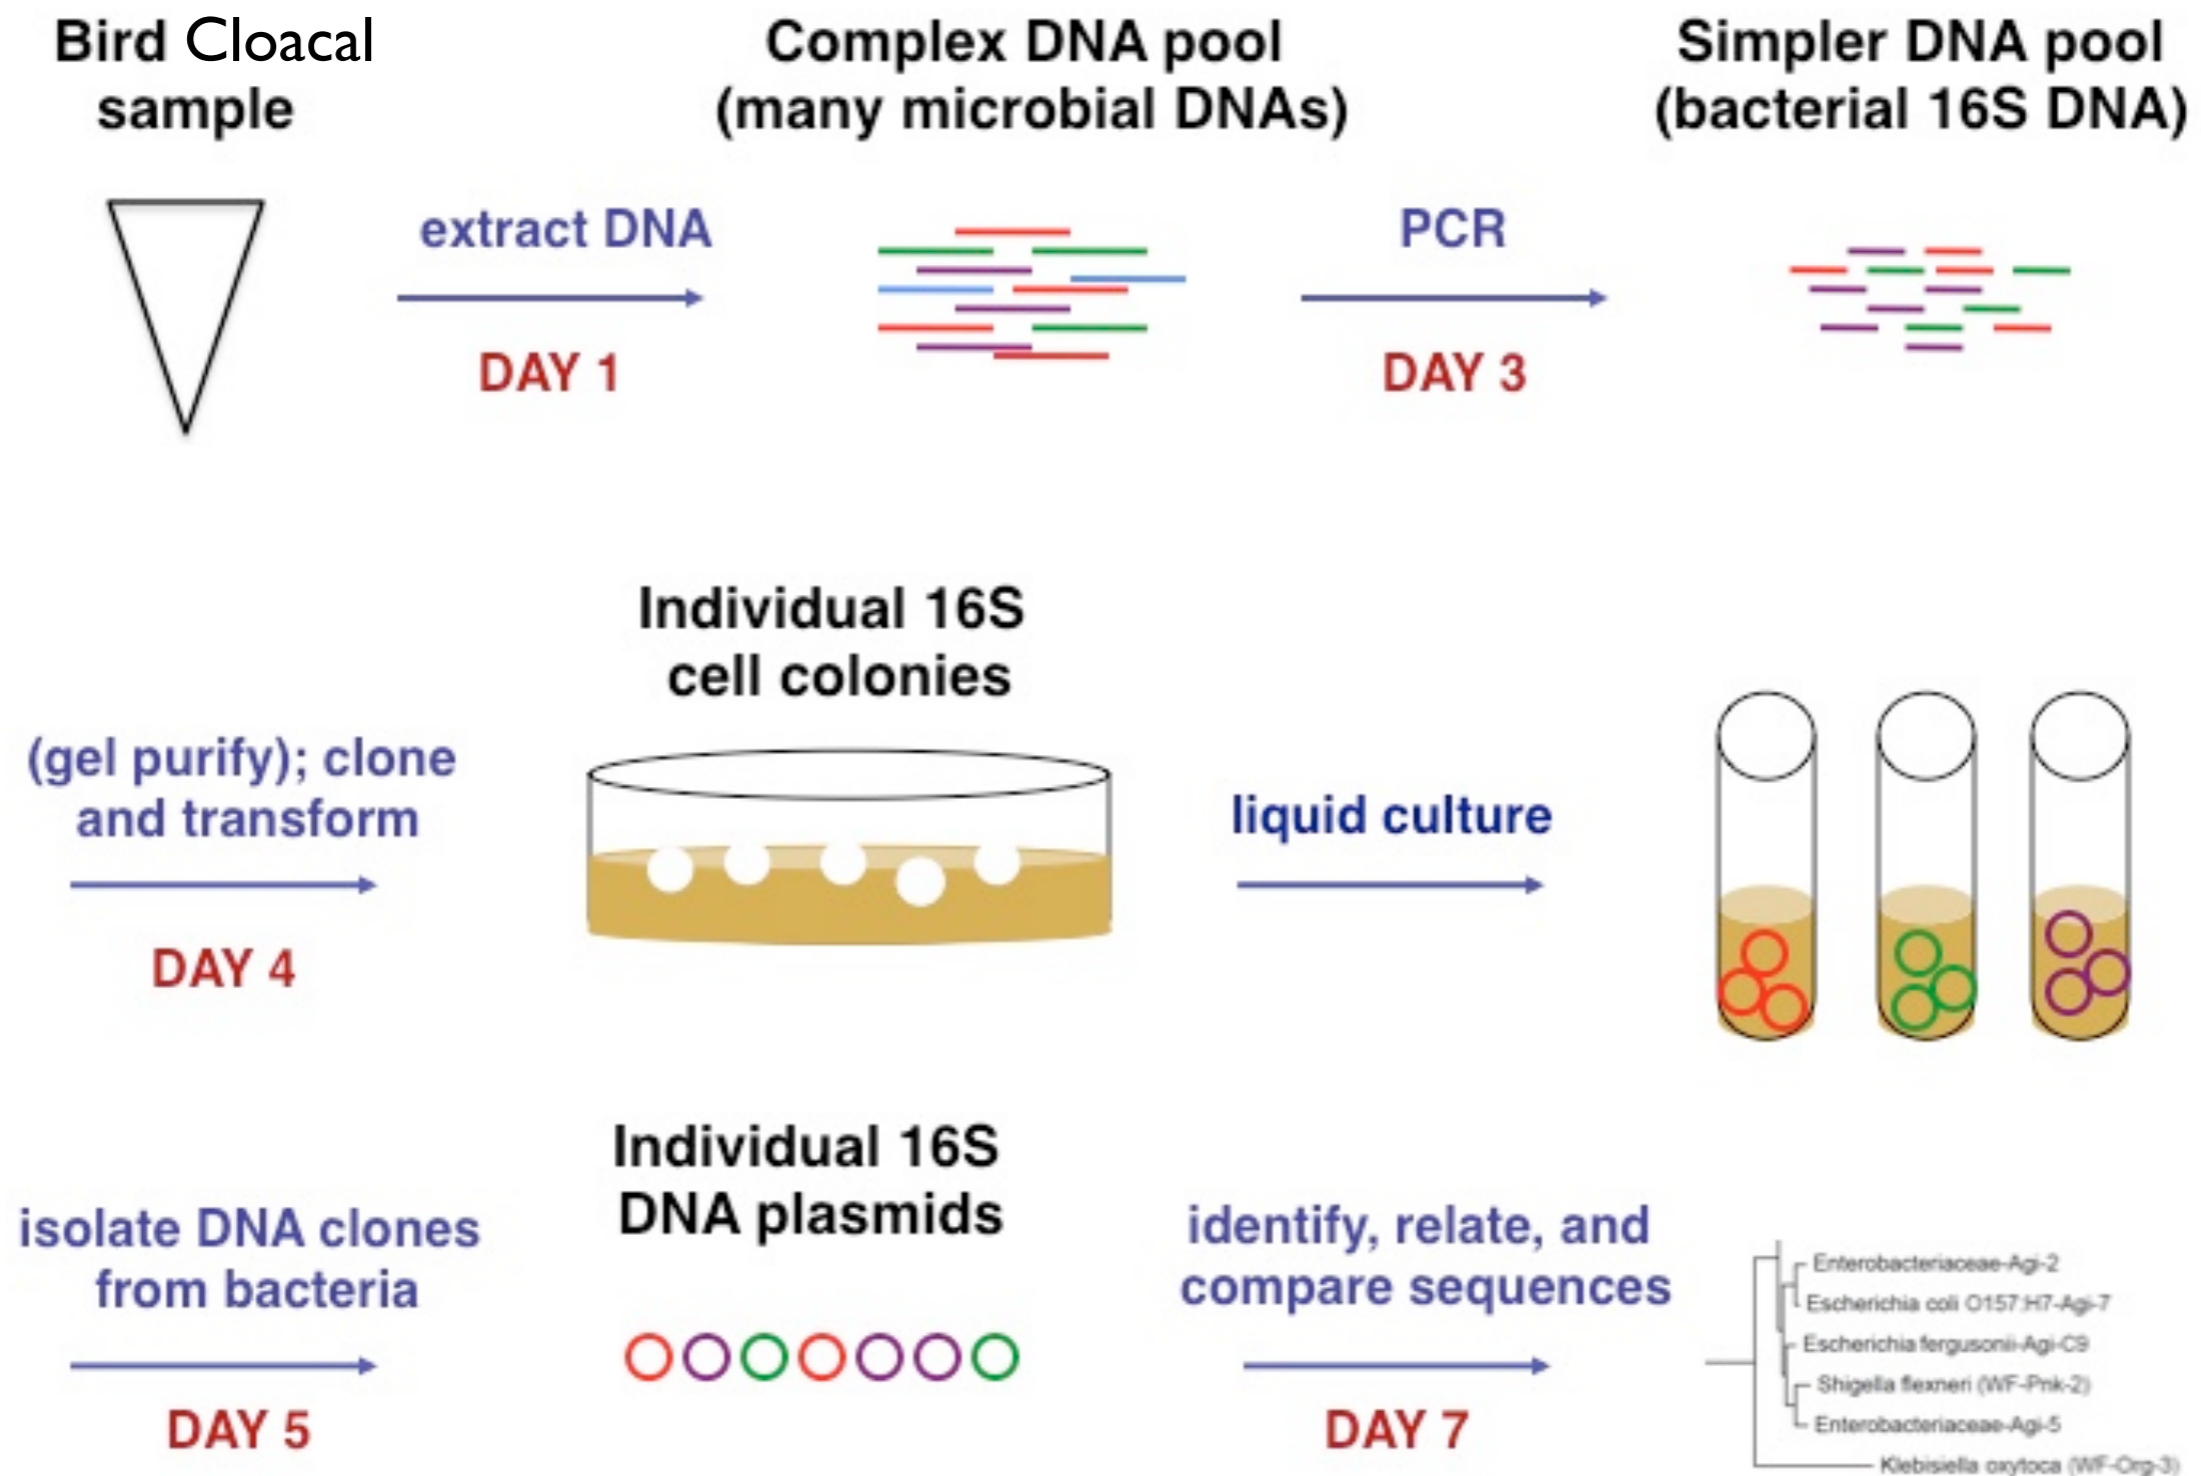 Bird Cloacal
sample
Complex DNA pool
(many microbial DNAs)
Simpler DNA pool
(bacterial 16S DNA)
extract DNA
DAY 1
PCR
DAY 3
(gel purify); clone
and transform
DAY 4
Individual 16S
cell colonies
liquid culture
isolate DNA clones
from bacteria
DAY 5
Individual 16S
DNA plasmids
identify, relate, and
compare sequences
DAY 7
Enterobacteriaceae-Agi-2
Escherichia coli O157:H7-Agi-7
Escherichia fergusonii-Agi-C9
Shigella flexneri (WF-Pnk-2)
Enterobacteriaceae-Agi-5
Klebisiella oxytoca (WF-Org-3)